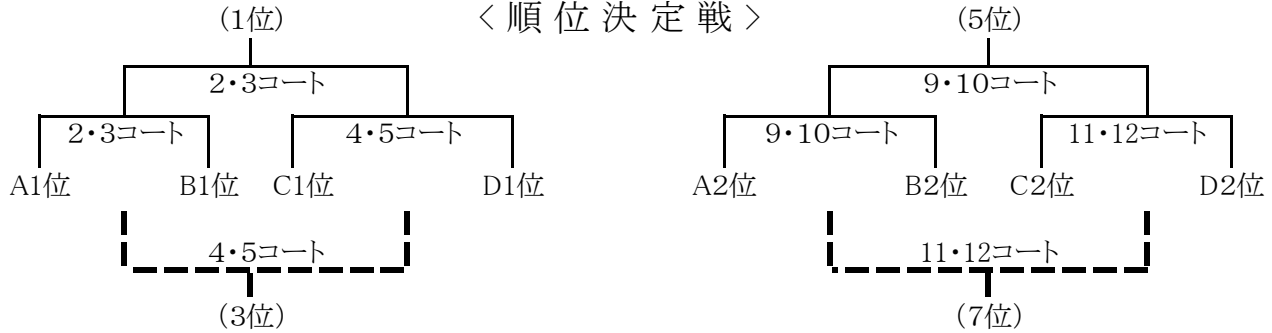 (1位)
<順位決定戦>
(5位)
2・3コート
9・10コート
2・3コート
4・5コート
9・10コート
11・12コート
A1位
B1位
C1位
D1位
A2位
B2位
C2位
D2位
4・5コート
11・12コート
(3位)
(7位)